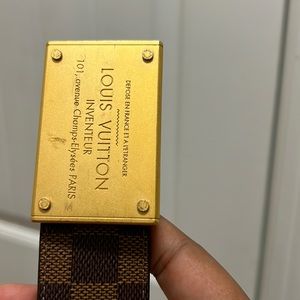 DEPOSE EN FRANCE ET A L'ETRANGER
LOUIS VUITTON
INVENTEUR
101, avenue Champs-Elysées PARIS